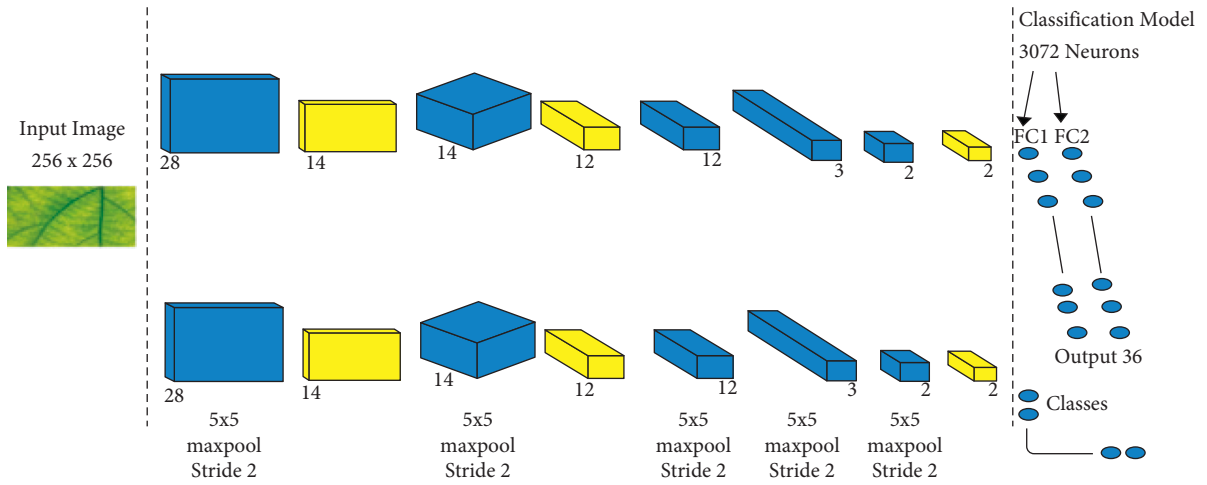 Input Image
256 x 256
28
14
14
12
12
3
2
2
28
14
14
12
12
3
2
2
5x5
maxpool
Stride 2
5x5
maxpool
Stride 2
5x5
maxpool
Stride 2
5x5
maxpool
Stride 2
5x5
maxpool
Stride 2
Classification Model
3072 Neurons
FC1 FC2
Output 36
Classes